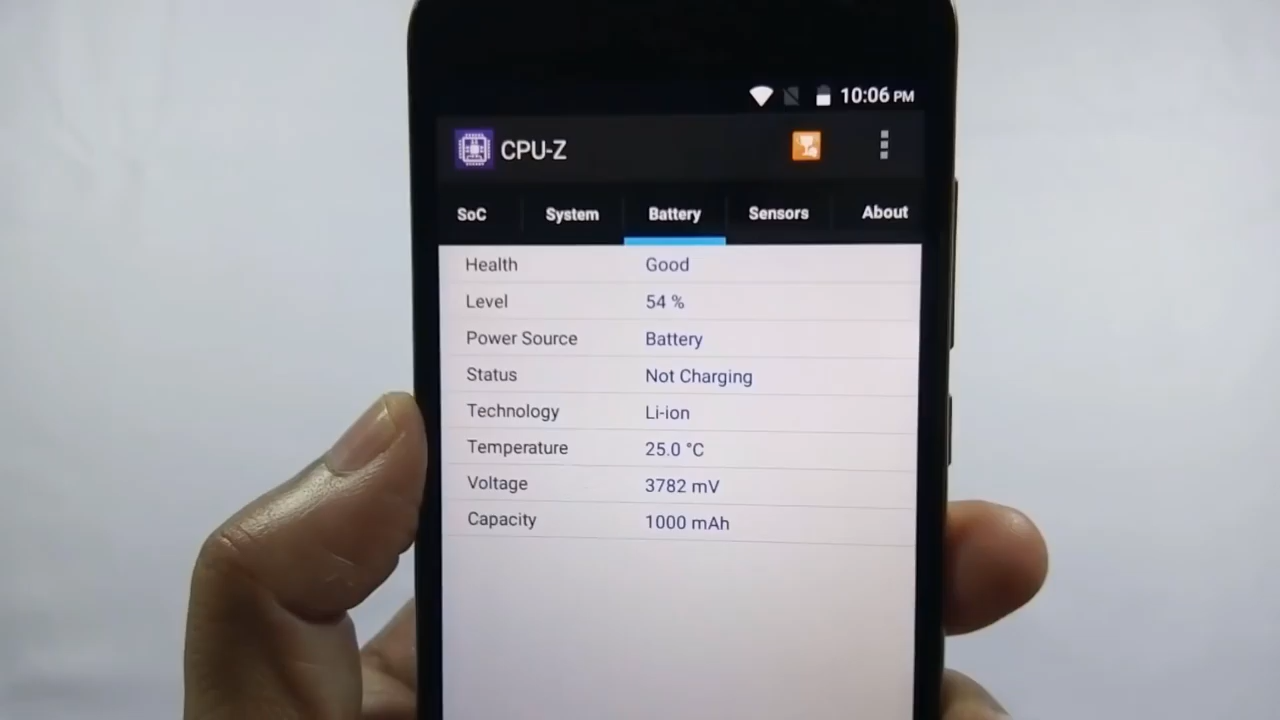 10:06 PM
CPU-Z
SoC System Battery Sensors About
Health Good
Level 54 %
Power Source Battery
Status Not Charging
Technology Li-ion
Temperature 25.0 °C
Voltage 3782 mV
Capacity 1000 mAh